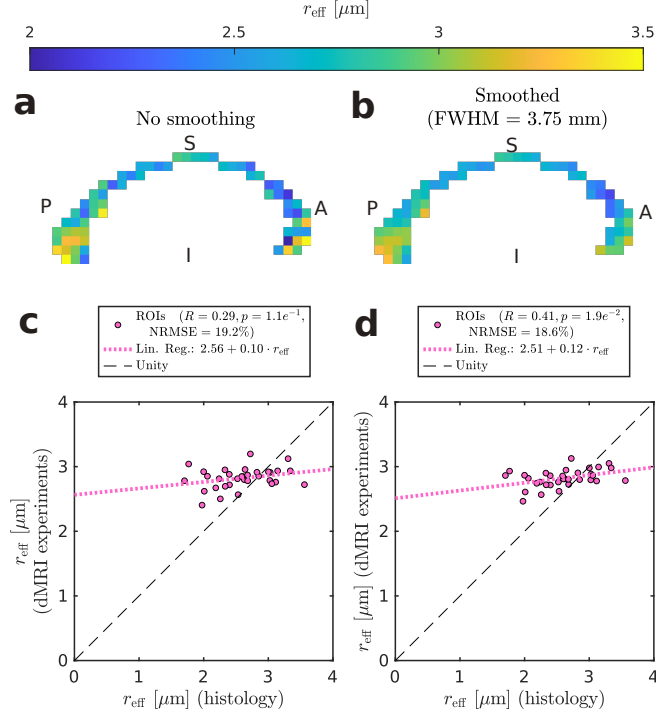 r_eff [μm]
2 2.5 3 3.5
a
No smoothing
S
P
A
I
b
Smoothed
(FWHM = 3.75 mm)
S
P
A
I
c
ROIs (R = 0.29, p = 1.1e⁻¹,
NRMSE = 19.2%)
Lin. Reg.: 2.56 + 0.10 · r_eff
Unity
4
3
2
1
0
r_eff [μm]
(dMRI experiments)
0 1 2 3 4
r_eff [μm] (histology)
d
ROIs (R = 0.41, p = 1.9e⁻²,
NRMSE = 18.6%)
Lin. Reg.: 2.51 + 0.12 · r_eff
Unity
4
3
2
1
0
r_eff [μm] (dMRI experiments)
0 1 2 3 4
r_eff [μm] (histology)